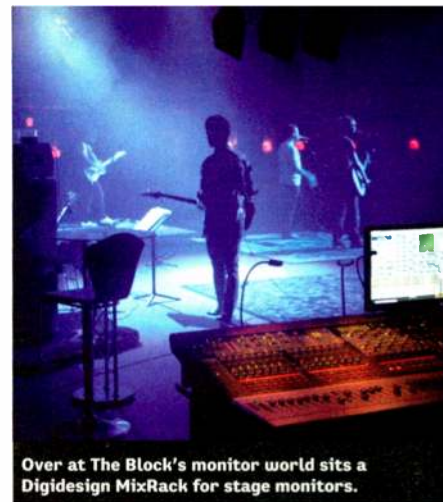 Over at The Block's monitor world sits a
Digidesign MixRack for stage monitors.